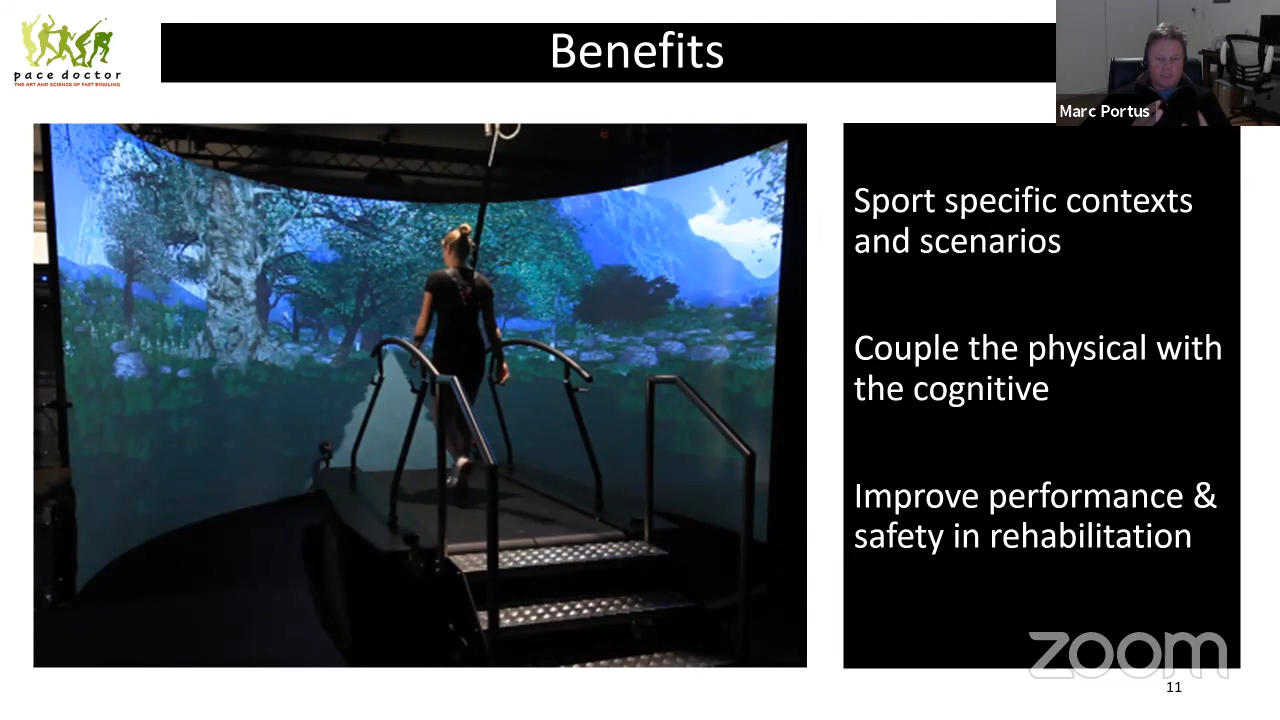 pace doctor
THE ART AND SCIENCE OF FAST BOWLING
Benefits
Marc Portus
Sport specific contexts
and scenarios
Couple the physical with
the cognitive
Improve performance &
safety in rehabilitation
zoom
11